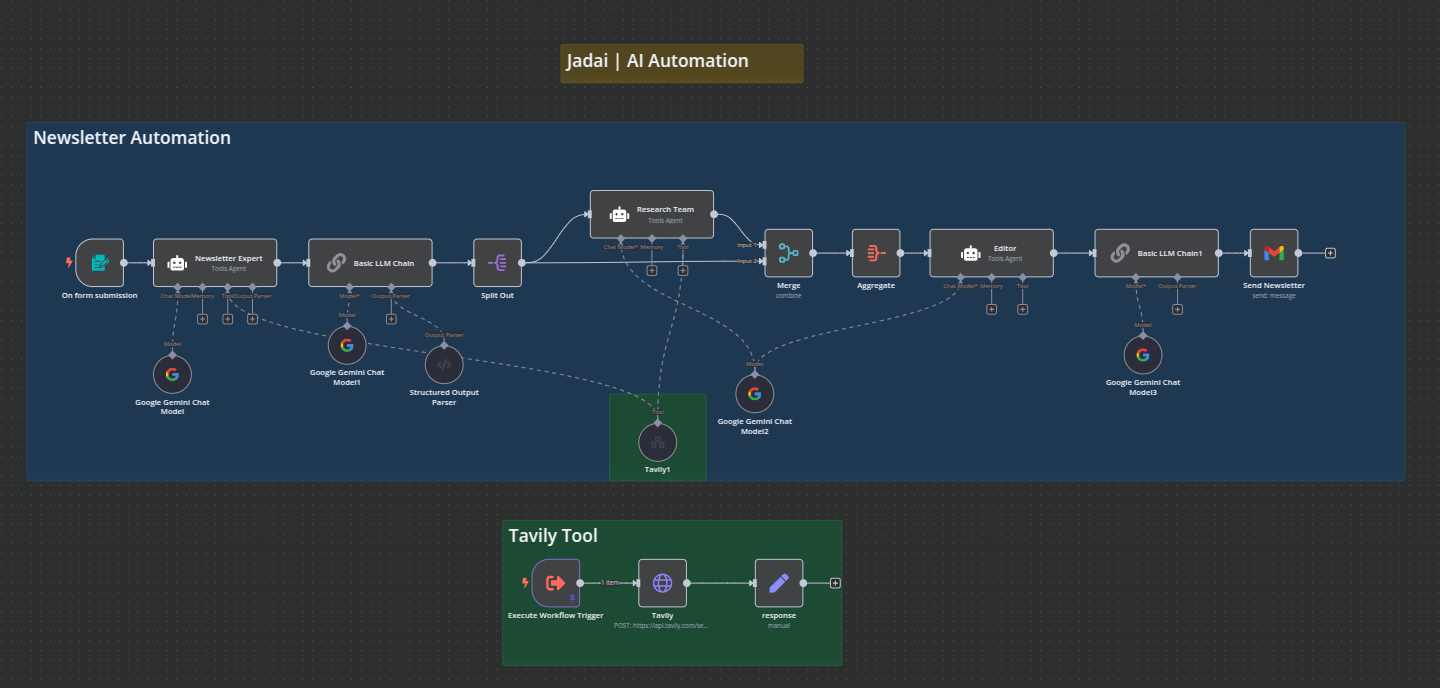 Jadai | AI Automation
Newsletter Automation
Research Team
Tools Agent
Chat Model* Memory Tool
Input 1
Input 2
On form submission
Newsletter Expert
Tools Agent
Chat Model Memory Tool Output Parser
Basic LLM Chain
Model* Output Parser
Split Out
Merge
combine
Aggregate
Editor
Tools Agent
Chat Model* Memory Tool
Basic LLM Chain1
Model* Output Parser
Send Newsletter
send: message
Model
Google Gemini Chat
Model
Model
Google Gemini Chat
Model1
Output Parser
Structured Output
Parser
Tool
Tavily1
Model
Google Gemini Chat
Model2
Model
Google Gemini Chat
Model3
Tavily Tool
Execute Workflow Trigger
1 item
Tavily
POST: https://api.tavily.com/se...
response
manual